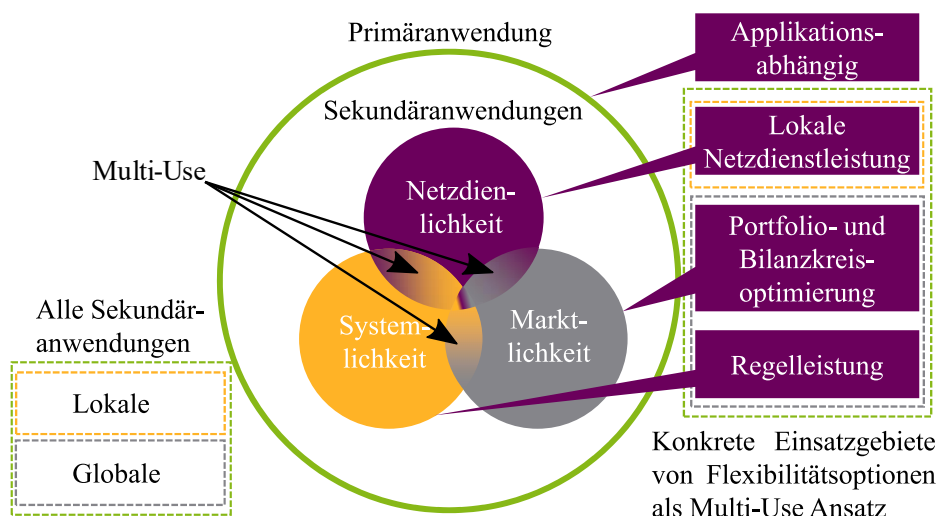 Primäranwendung
Sekundäranwendungen
Multi-Use
Netzdien-
lichkeit
System-
lichkeit
Markt-
lichkeit
Alle Sekundär-
anwendungen
Lokale
Globale
Applikations-
abhängig
Lokale
Netzdienstleistung
Portfolio- und
Bilanzkreis-
optimierung
Regelleistung
Konkrete Einsatzgebiete
von Flexibilitätsoptionen
als Multi-Use Ansatz